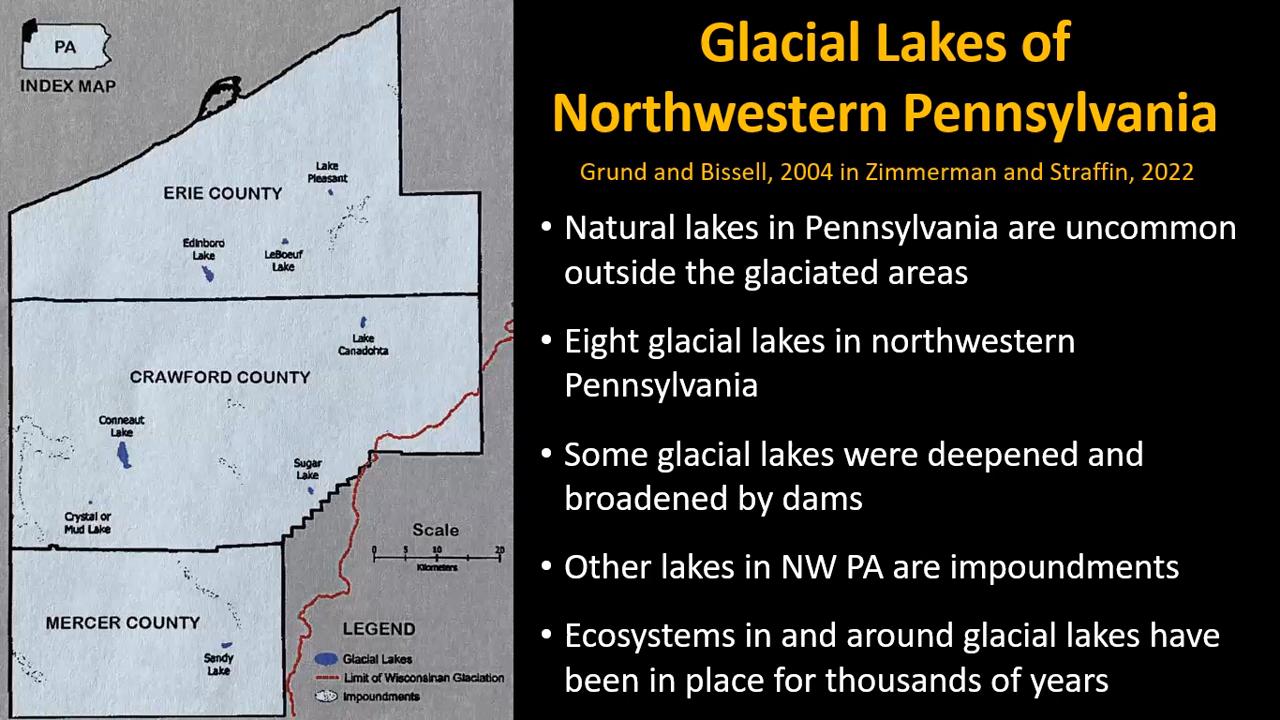 PA
INDEX MAP
Lake
Pleasant
ERIE COUNTY
Edinboro
Lake
LeBoeuf
Lake
Lake
Canadohta
CRAWFORD COUNTY
Conneaut
Lake
Sugar
Lake
Crystal or
Mud Lake
Scale
0 5 10 20
Kilometers
MERCER COUNTY
Sandy
Lake
LEGEND
Glacial Lakes
Limit of Wisconsinan Glaciation
Impoundments
Glacial Lakes of
Northwestern Pennsylvania
Grund and Bissell, 2004 in Zimmerman and Straffin, 2022
• Natural lakes in Pennsylvania are uncommon
outside the glaciated areas
• Eight glacial lakes in northwestern
Pennsylvania
• Some glacial lakes were deepened and
broadened by dams
• Other lakes in NW PA are impoundments
• Ecosystems in and around glacial lakes have
been in place for thousands of years